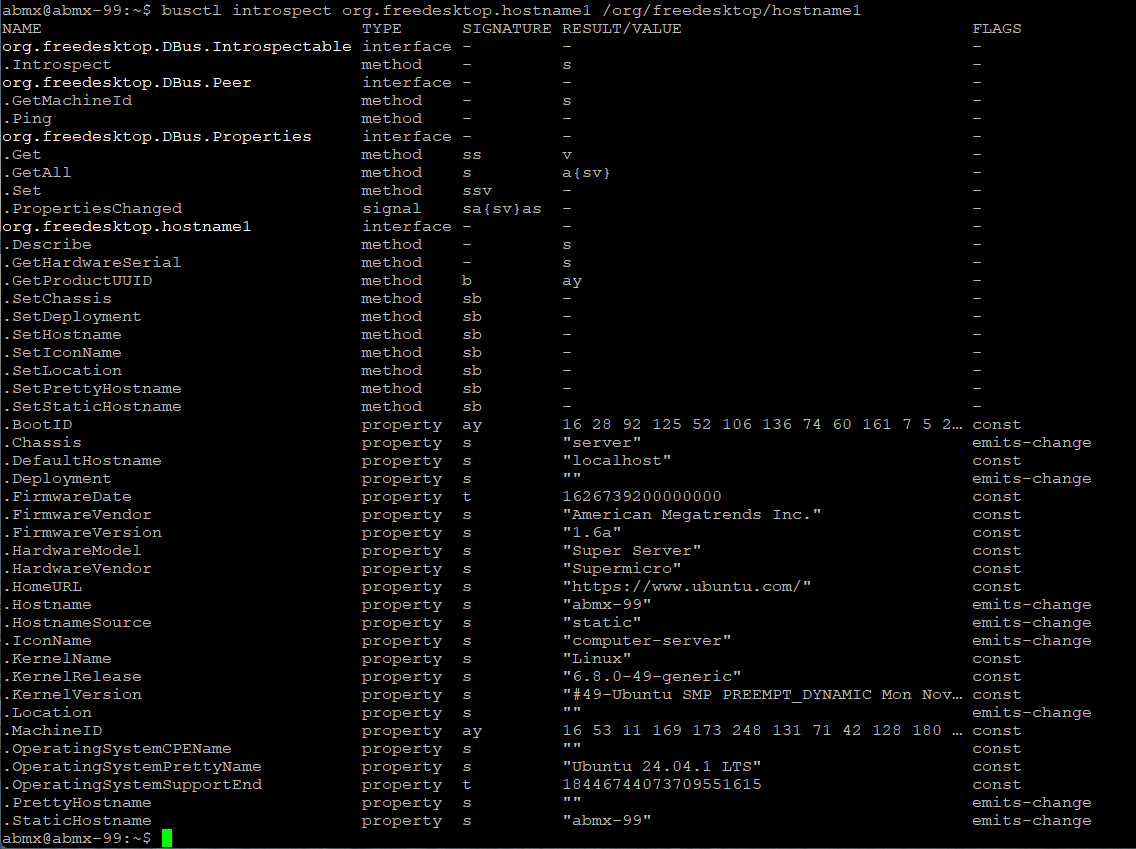 abmx@abmx-99:~$ busctl introspect org.freedesktop.hostname1 /org/freedesktop/hostname1
NAME TYPE SIGNATURE RESULT/VALUE FLAGS
org.freedesktop.DBus.Introspectable interface - - -
.Introspect method - s -
org.freedesktop.DBus.Peer interface - - -
.GetMachineId method - s -
.Ping method - - -
org.freedesktop.DBus.Properties interface - - -
.Get method ss v -
.GetAll method s a{sv} -
.Set method ssv - -
.PropertiesChanged signal sa{sv}as - -
org.freedesktop.hostname1 interface - - -
.Describe method - s -
.GetHardwareSerial method - s -
.GetProductUUID method b ay -
.SetChassis method sb - -
.SetDeployment method sb - -
.SetHostname method sb - -
.SetIconName method sb - -
.SetLocation method sb - -
.SetPrettyHostname method sb - -
.SetStaticHostname method sb - -
.BootID property ay 16 28 92 125 52 106 136 74 60 161 7 5 2… const
.Chassis property s "server" emits-change
.DefaultHostname property s "localhost" const
.Deployment property s "" emits-change
.FirmwareDate property t 1626739200000000 const
.FirmwareVendor property s "American Megatrends Inc." const
.FirmwareVersion property s "1.6a" const
.HardwareModel property s "Super Server" const
.HardwareVendor property s "Supermicro" const
.HomeURL property s "https://www.ubuntu.com/" const
.Hostname property s "abmx-99" emits-change
.HostnameSource property s "static" emits-change
.IconName property s "computer-server" emits-change
.KernelName property s "Linux" const
.KernelRelease property s "6.8.0-49-generic" const
.KernelVersion property s "#49-Ubuntu SMP PREEMPT_DYNAMIC Mon Nov… const
.Location property s "" emits-change
.MachineID property ay 16 53 11 169 173 248 131 71 42 128 180 … const
.OperatingSystemCPEName property s "" const
.OperatingSystemPrettyName property s "Ubuntu 24.04.1 LTS" const
.OperatingSystemSupportEnd property t 18446744073709551615 const
.PrettyHostname property s "" emits-change
.StaticHostname property s "abmx-99" emits-change
abmx@abmx-99:~$